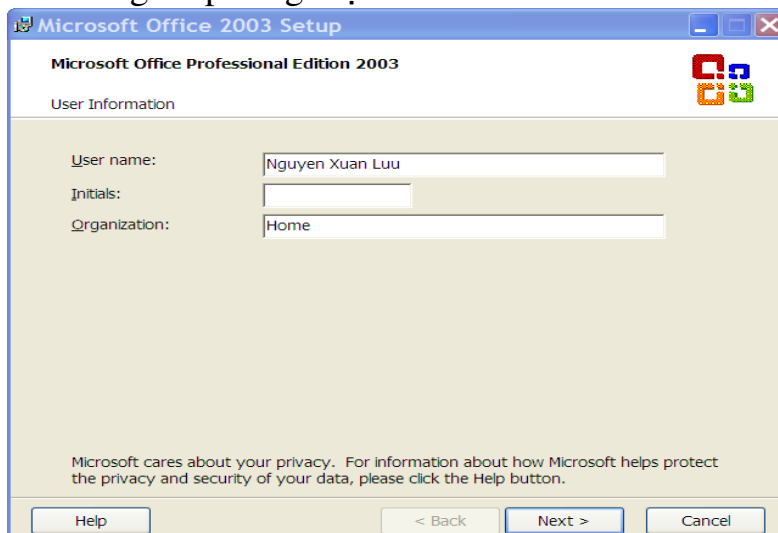 Microsoft Office 2003 Setup
Microsoft Office Professional Edition 2003
User Information
User name: Nguyen Xuan Luu
Initials:
Organization: Home
Microsoft cares about your privacy. For information about how Microsoft helps protect
the privacy and security of your data, please click the Help button.
Help < Back Next > Cancel